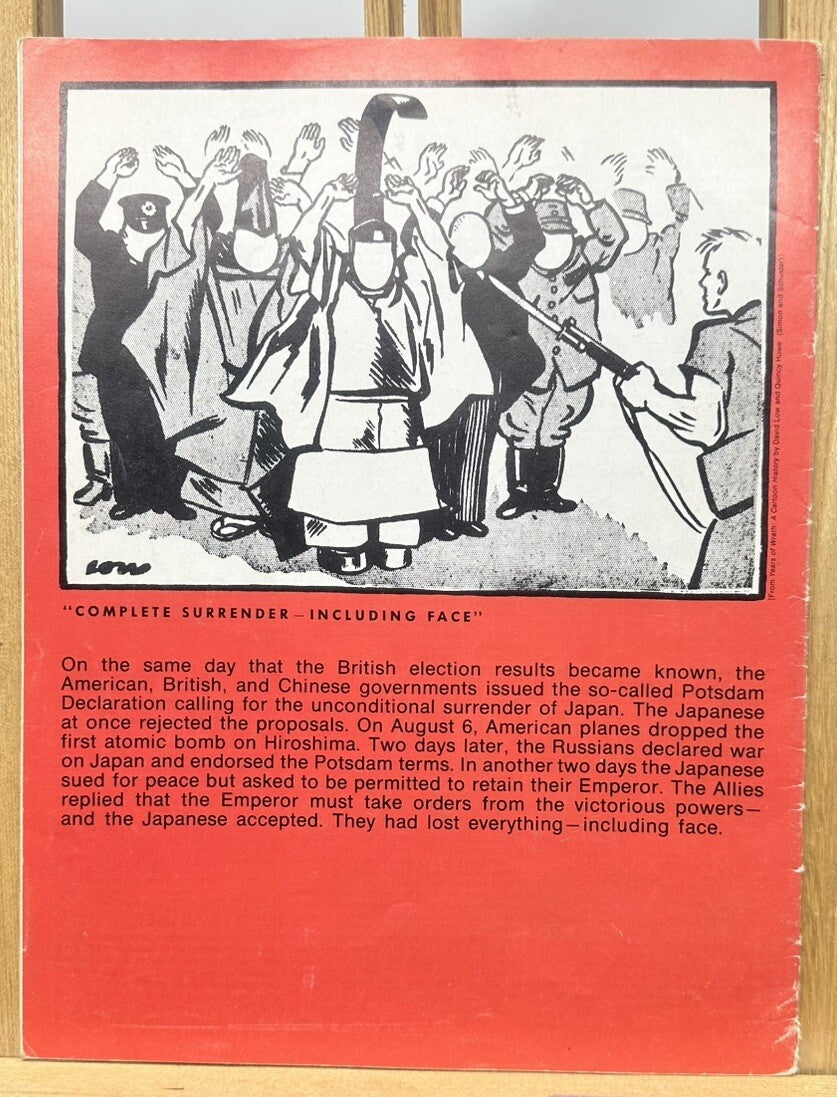 LOW
(From Years of Wrath: A Cartoon History by David Low and Quincy Howe (Simon and Schuster))
"COMPLETE SURRENDER—INCLUDING FACE"
On the same day that the British election results became known, the
American, British, and Chinese governments issued the so-called Potsdam
Declaration calling for the unconditional surrender of Japan. The Japanese
at once rejected the proposals. On August 6, American planes dropped the
first atomic bomb on Hiroshima. Two days later, the Russians declared war
on Japan and endorsed the Potsdam terms. In another two days the Japanese
sued for peace but asked to be permitted to retain their Emperor. The Allies
replied that the Emperor must take orders from the victorious powers—
and the Japanese accepted. They had lost everything—including face.